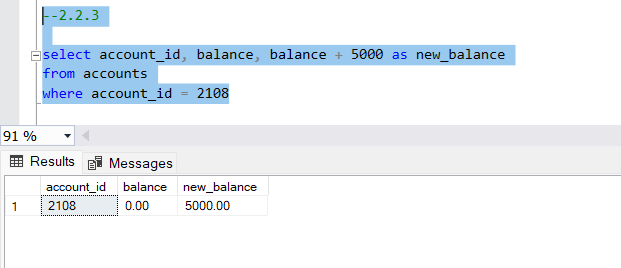 --2.2.3
select account_id, balance, balance + 5000 as new_balance
from accounts
where account_id = 2108
91 %
Results Messages
account_id balance new_balance
1 2108 0.00 5000.00